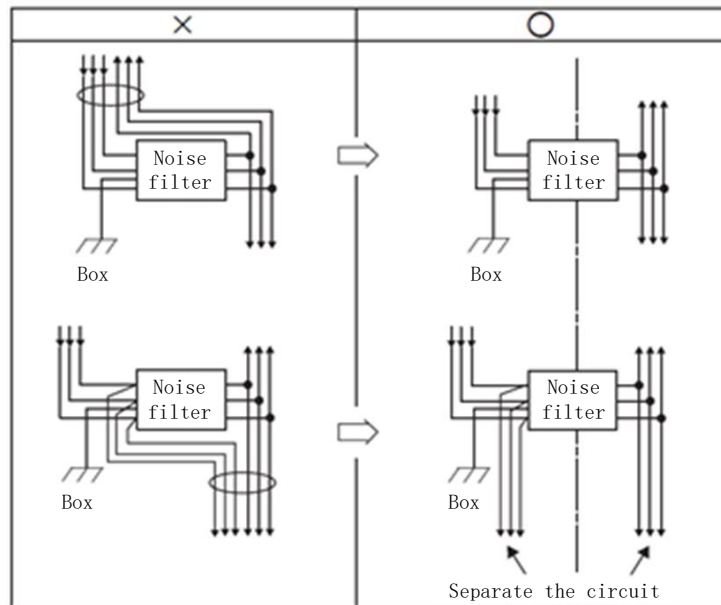 × ○
Noise
filter
Box
Noise
filter
Box
Noise
filter
Box
Noise
filter
Box
Separate the circuit